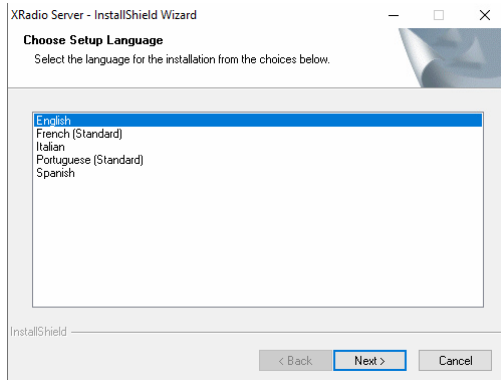 XRadio Server - InstallShield Wizard
Choose Setup Language
Select the language for the installation from the choices below.
English
French (Standard)
Italian
Portuguese (Standard)
Spanish
InstallShield
< Back
Next >
Cancel